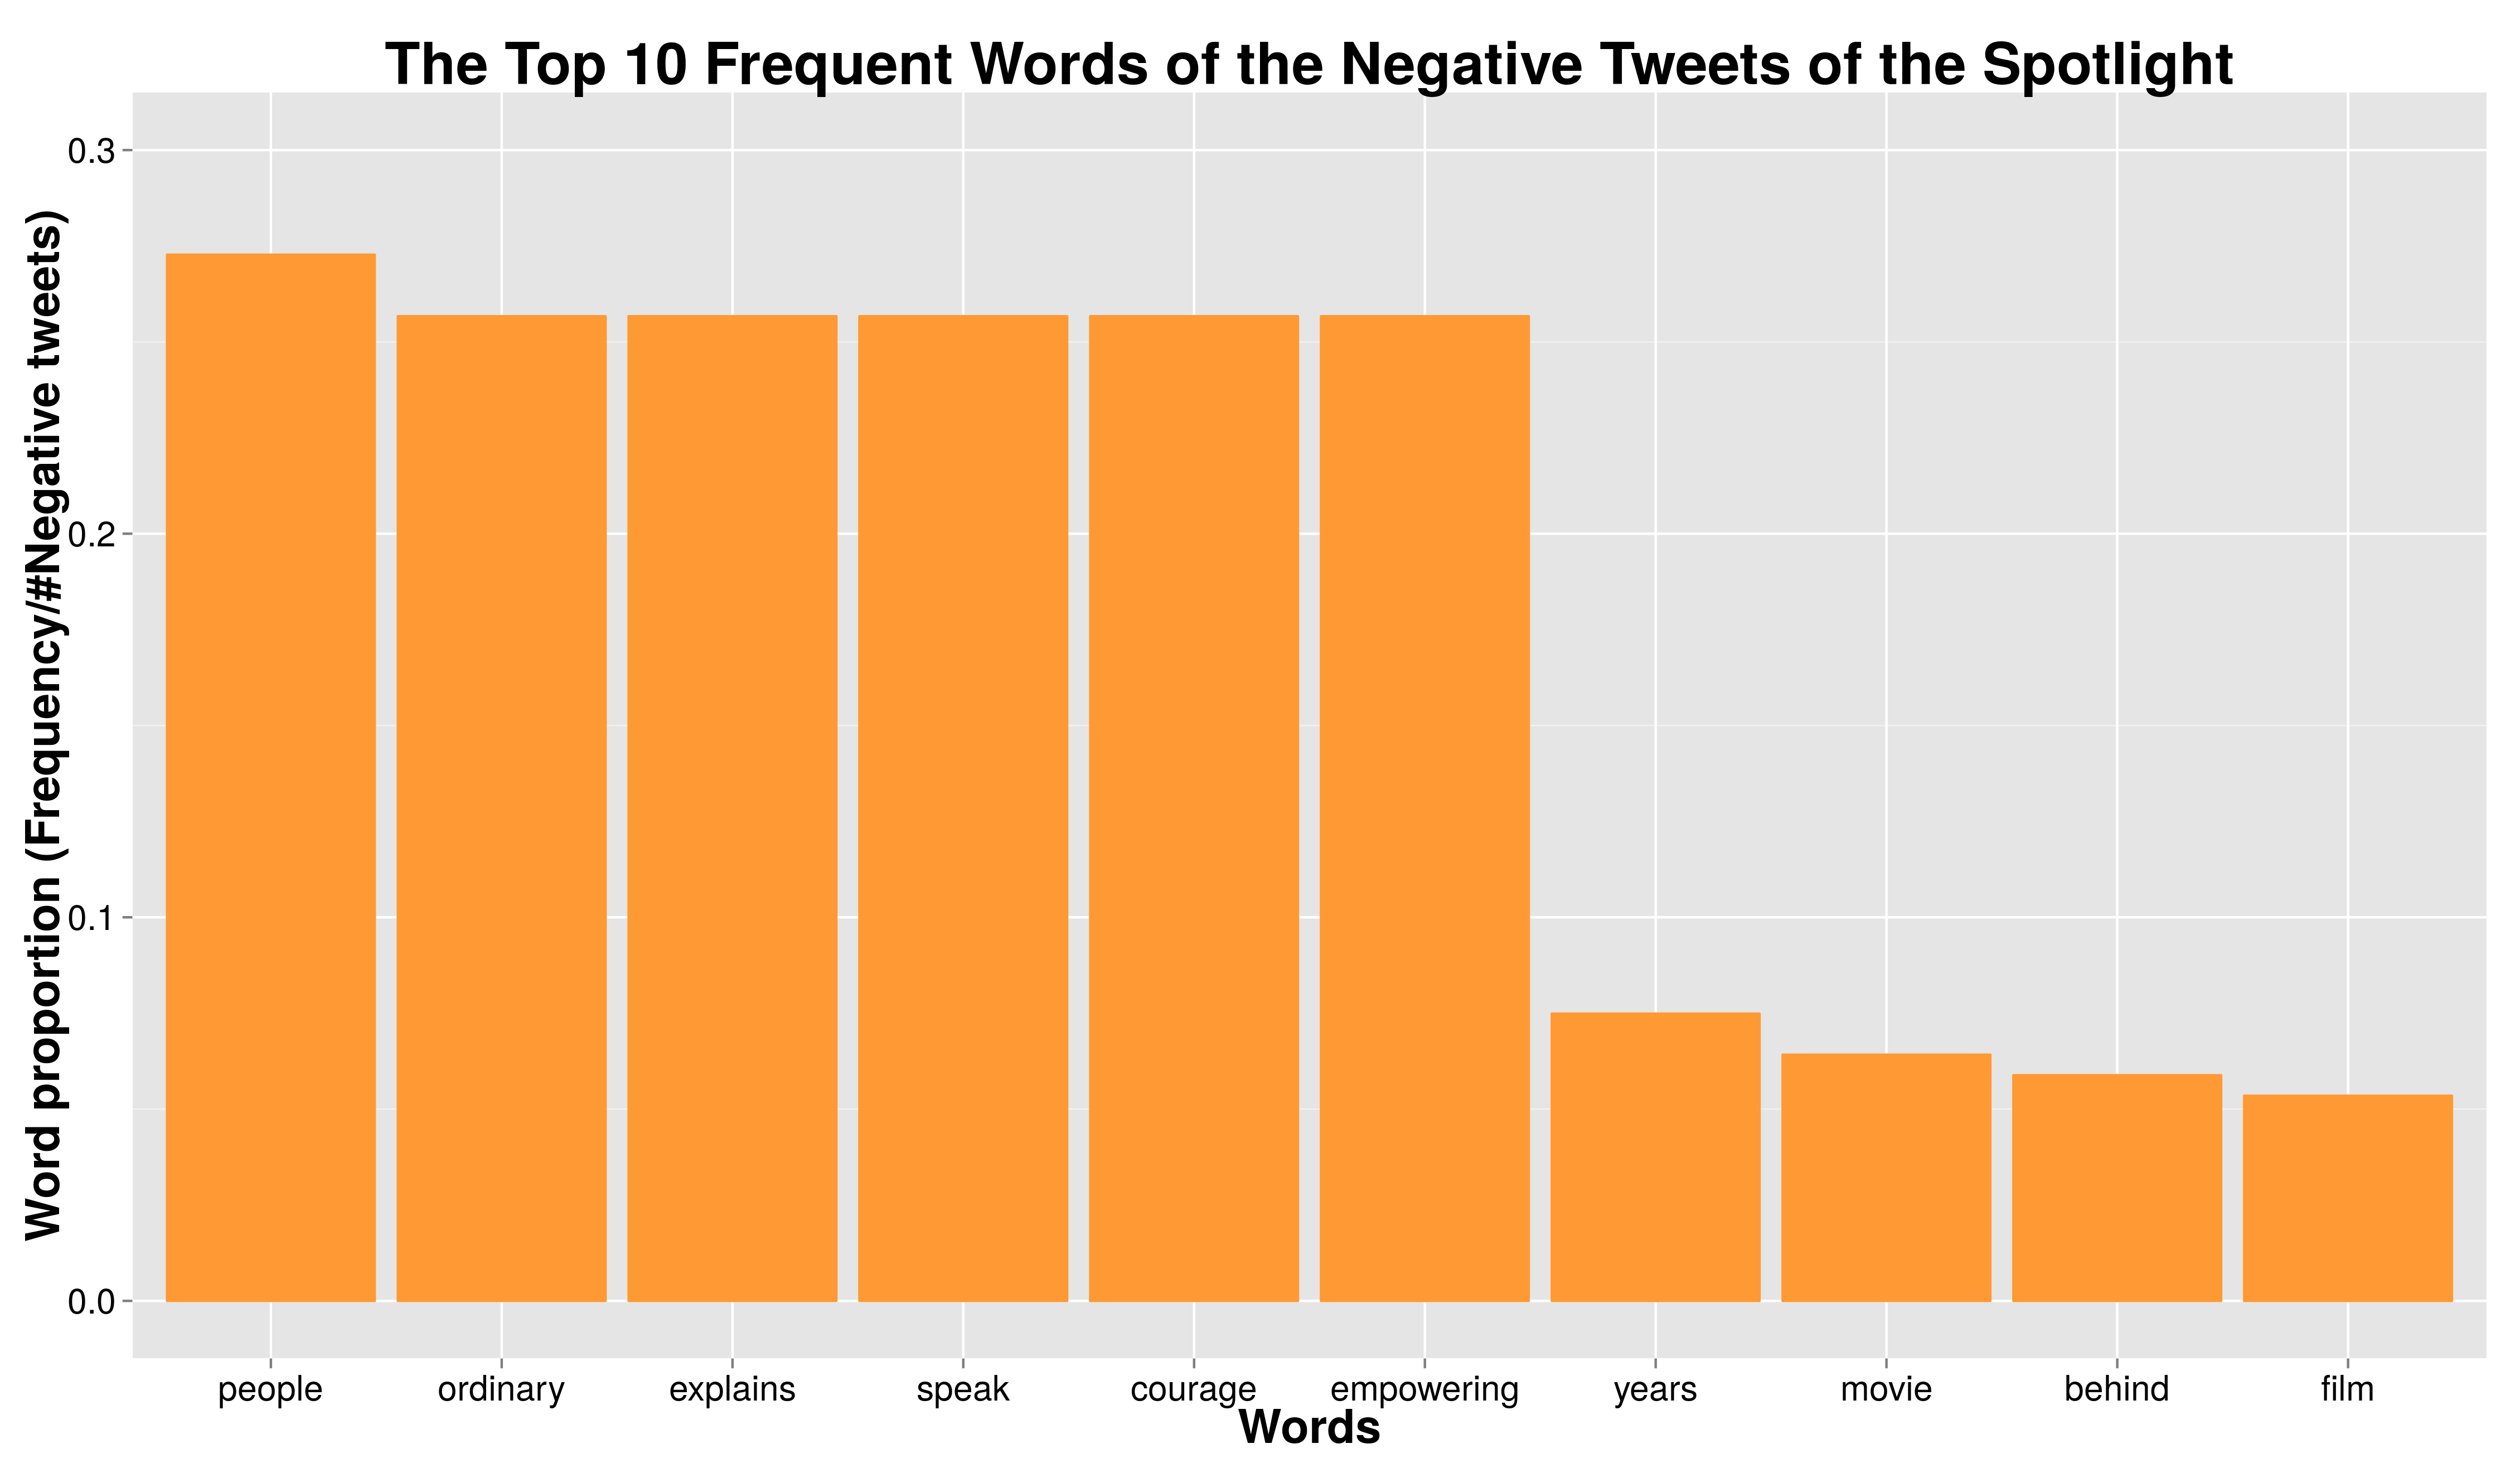 The Top 10 Frequent Words of the Negative Tweets of the Spotlight
Word proportion (Frequency/#Negative tweets)
0.3
0.2
0.1
0.0
people ordinary explains speak courage empowering years movie behind film
Words